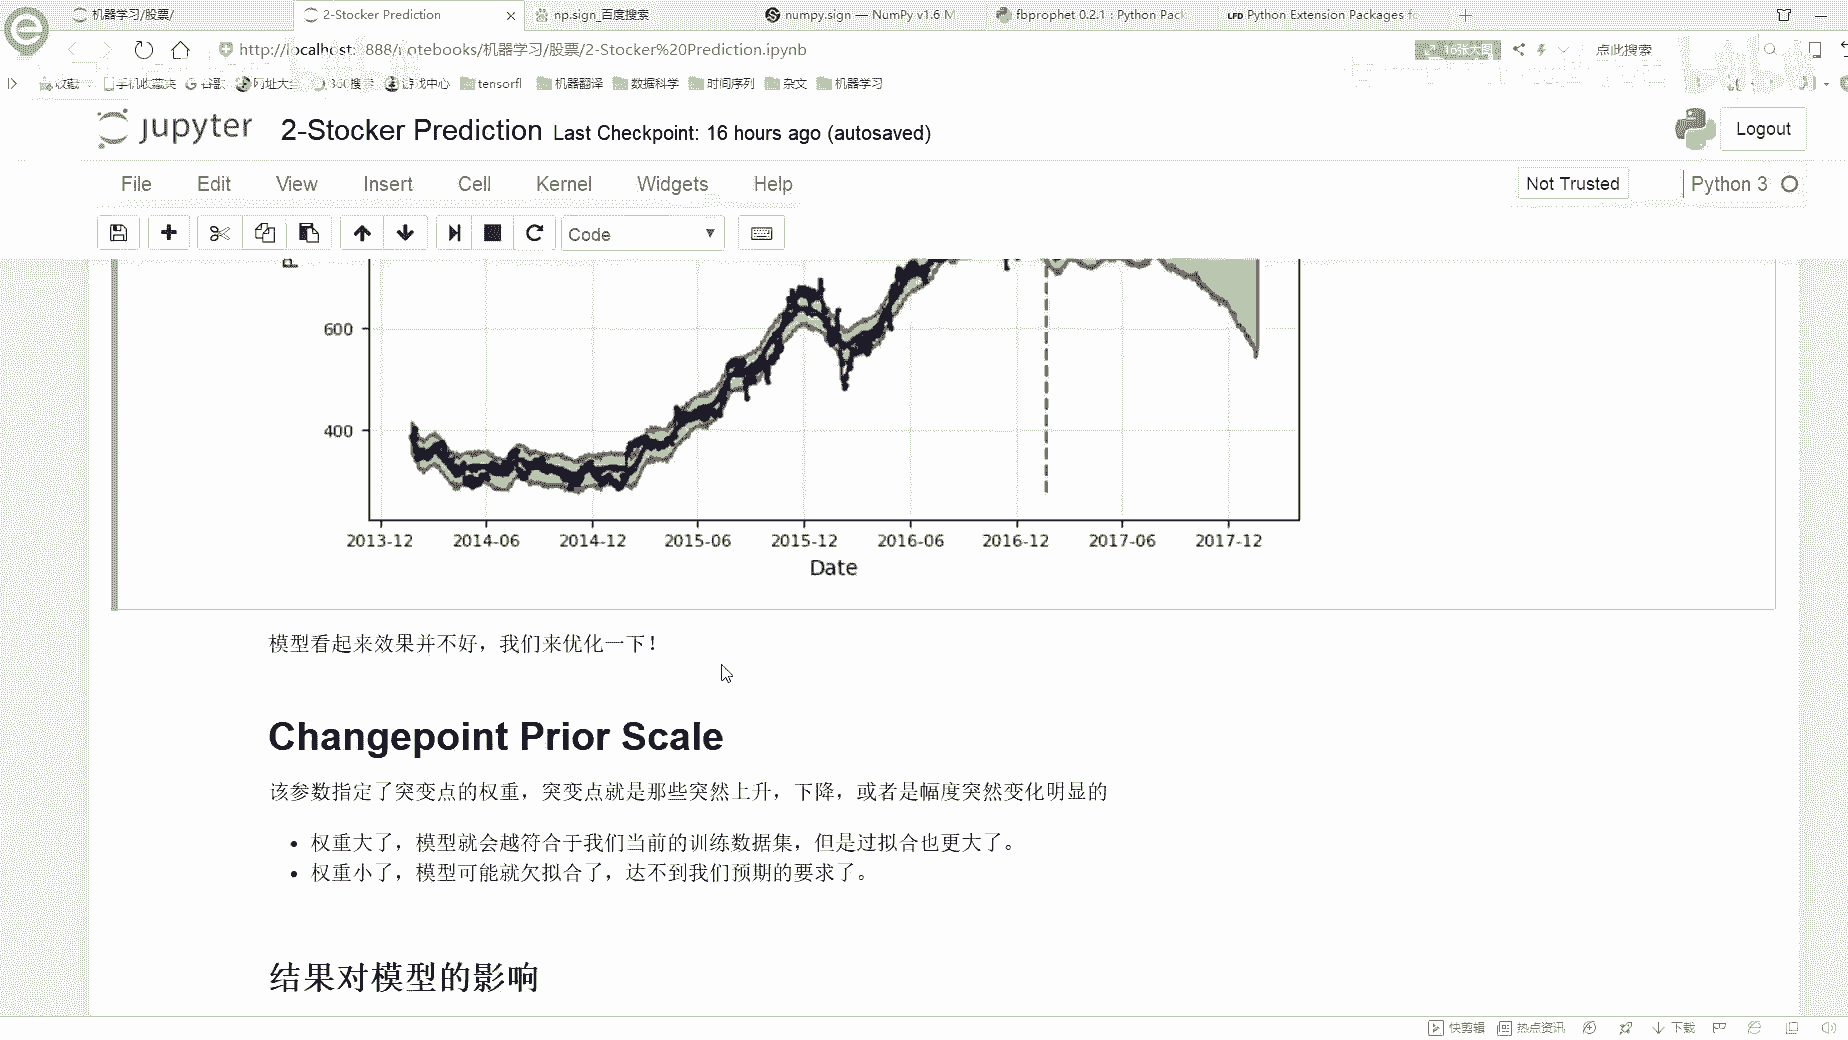 机器学习/股票/
2-Stocker Prediction
np.sign_百度搜索
numpy.sign — NumPy v1.6 M
fbprophet 0.2.1 : Python Pack
LFD Python Extension Packages fo
http://localhost:8888/notebooks/机器学习/股票/2-Stocker%20Prediction.ipynb
16张大图
点此搜索
收藏
手机收藏夹
谷歌
网址大全
360搜索
游戏中心
tensorfl
机器翻译
数据科学
时间序列
杂文
机器学习
jupyter
2-Stocker Prediction Last Checkpoint: 16 hours ago (autosaved)
Logout
File Edit View Insert Cell Kernel Widgets Help
Not Trusted
Python 3
Code
600
400
2013-12 2014-06 2014-12 2015-06 2015-12 2016-06 2016-12 2017-06 2017-12
Date
模型看起来效果并不好，我们来优化一下！
Changepoint Prior Scale
该参数指定了突变点的权重，突变点就是那些突然上升，下降，或者是幅度突然变化明显的
• 权重大了，模型就会越符合于我们当前的训练数据集，但是过拟合也更大了。
• 权重小了，模型可能就欠拟合了，达不到我们预期的要求了。
结果对模型的影响
快剪辑
热点资讯
下载